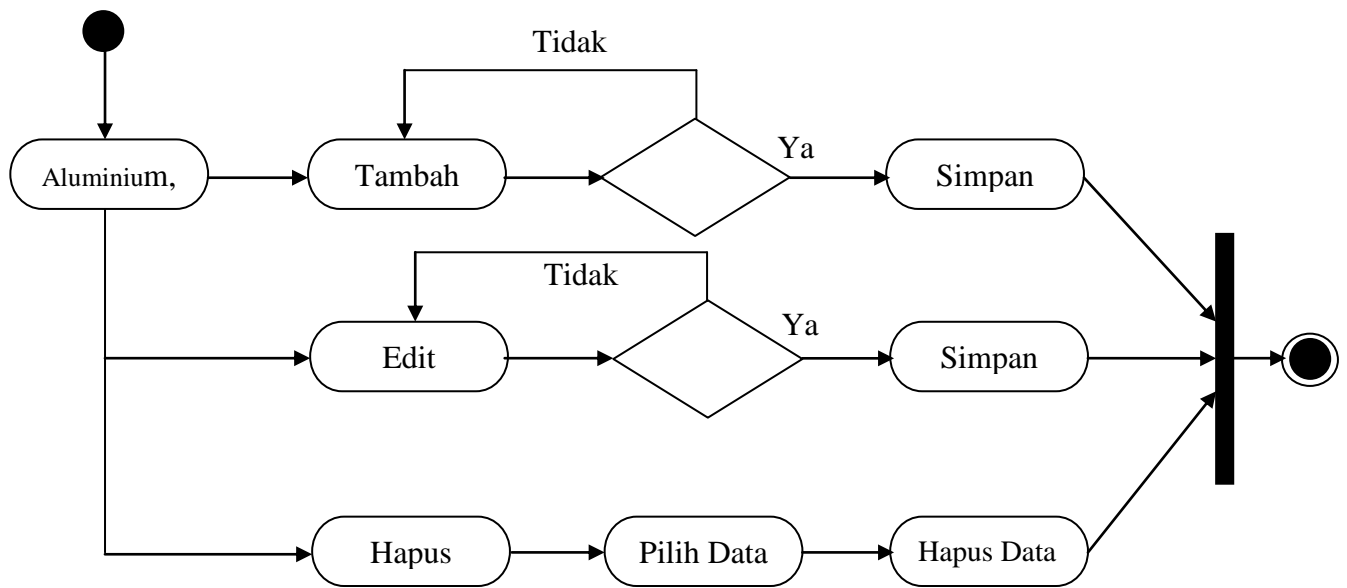 Tidak
Aluminium,
Tambah
Ya
Simpan
Tidak
Edit
Ya
Simpan
Hapus
Pilih Data
Hapus Data